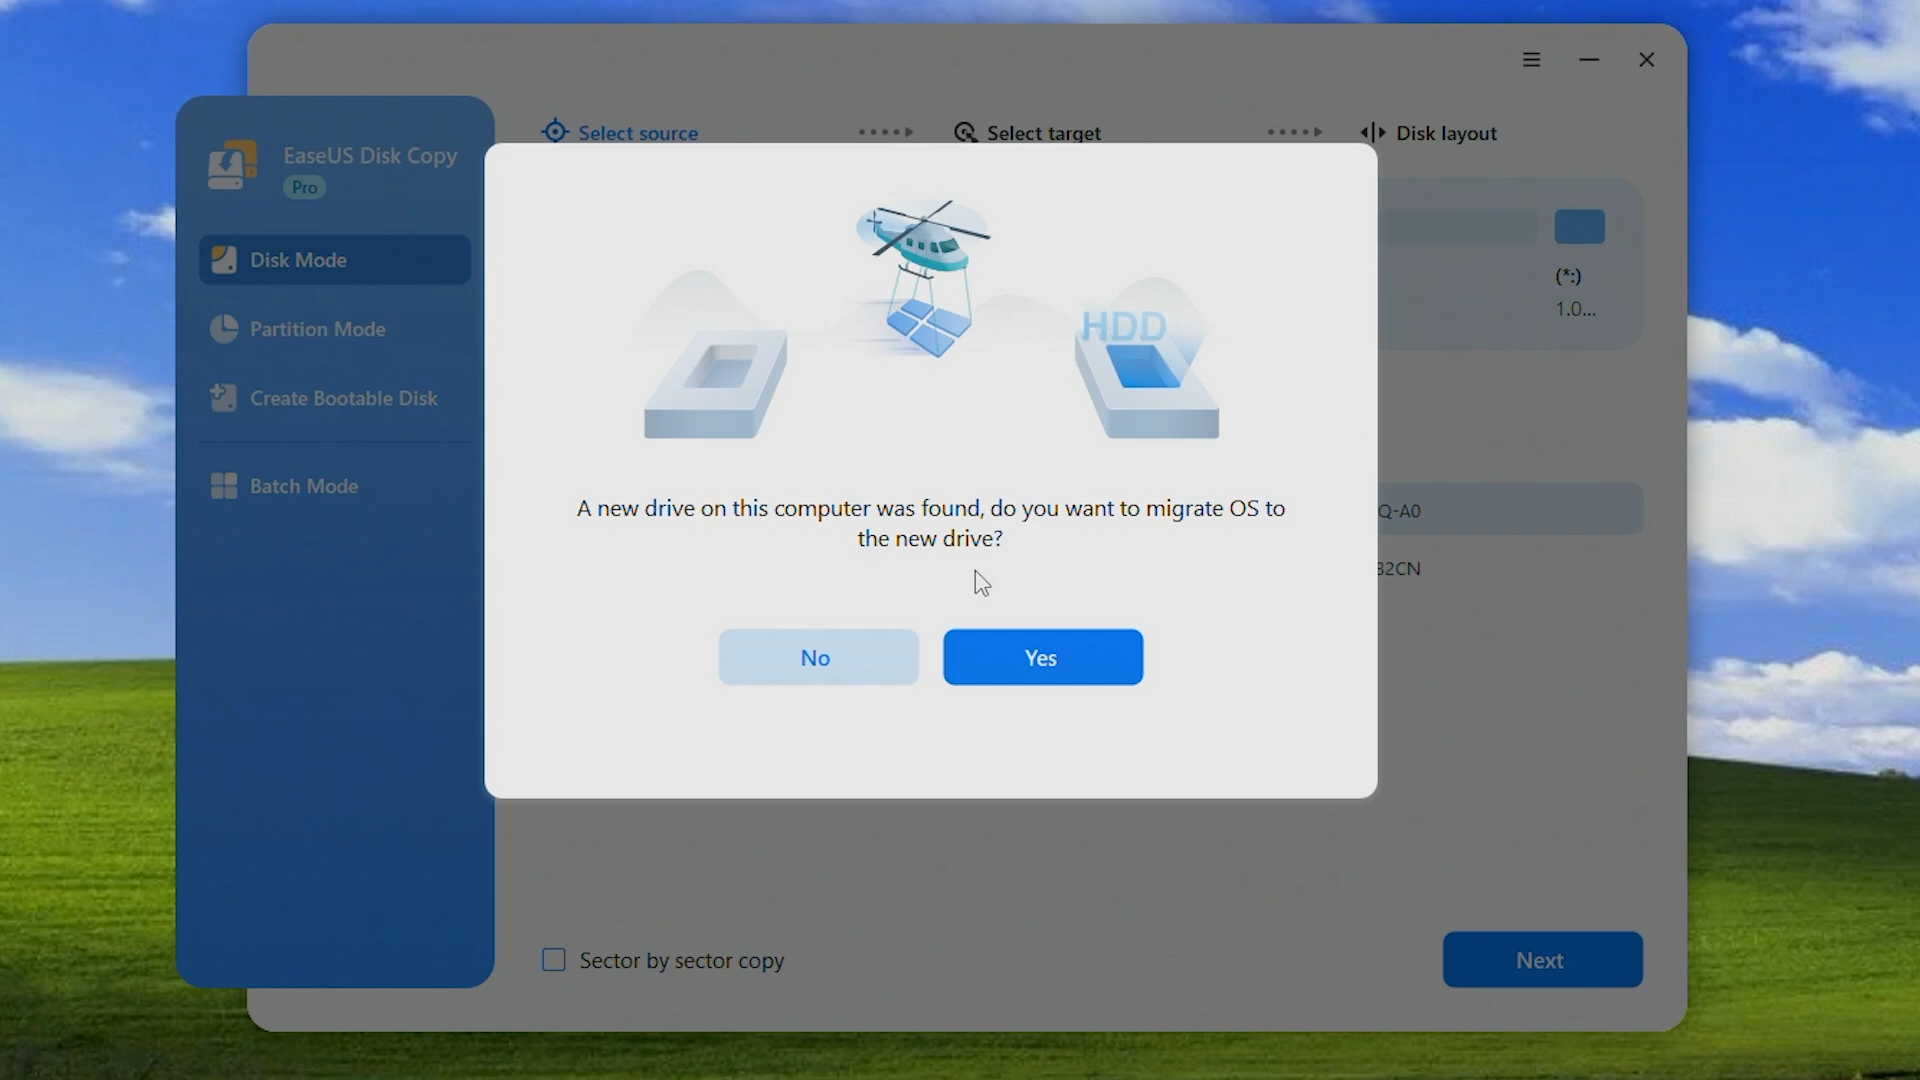 EaseUS Disk Copy
Pro
Disk Mode
Partition Mode
Create Bootable Disk
Batch Mode
Select source
Select target
Disk layout
(*:)
1.0...
HDD
A new drive on this computer was found, do you want to migrate OS to
the new drive?
No
Yes
Q-A0
32CN
Sector by sector copy
Next